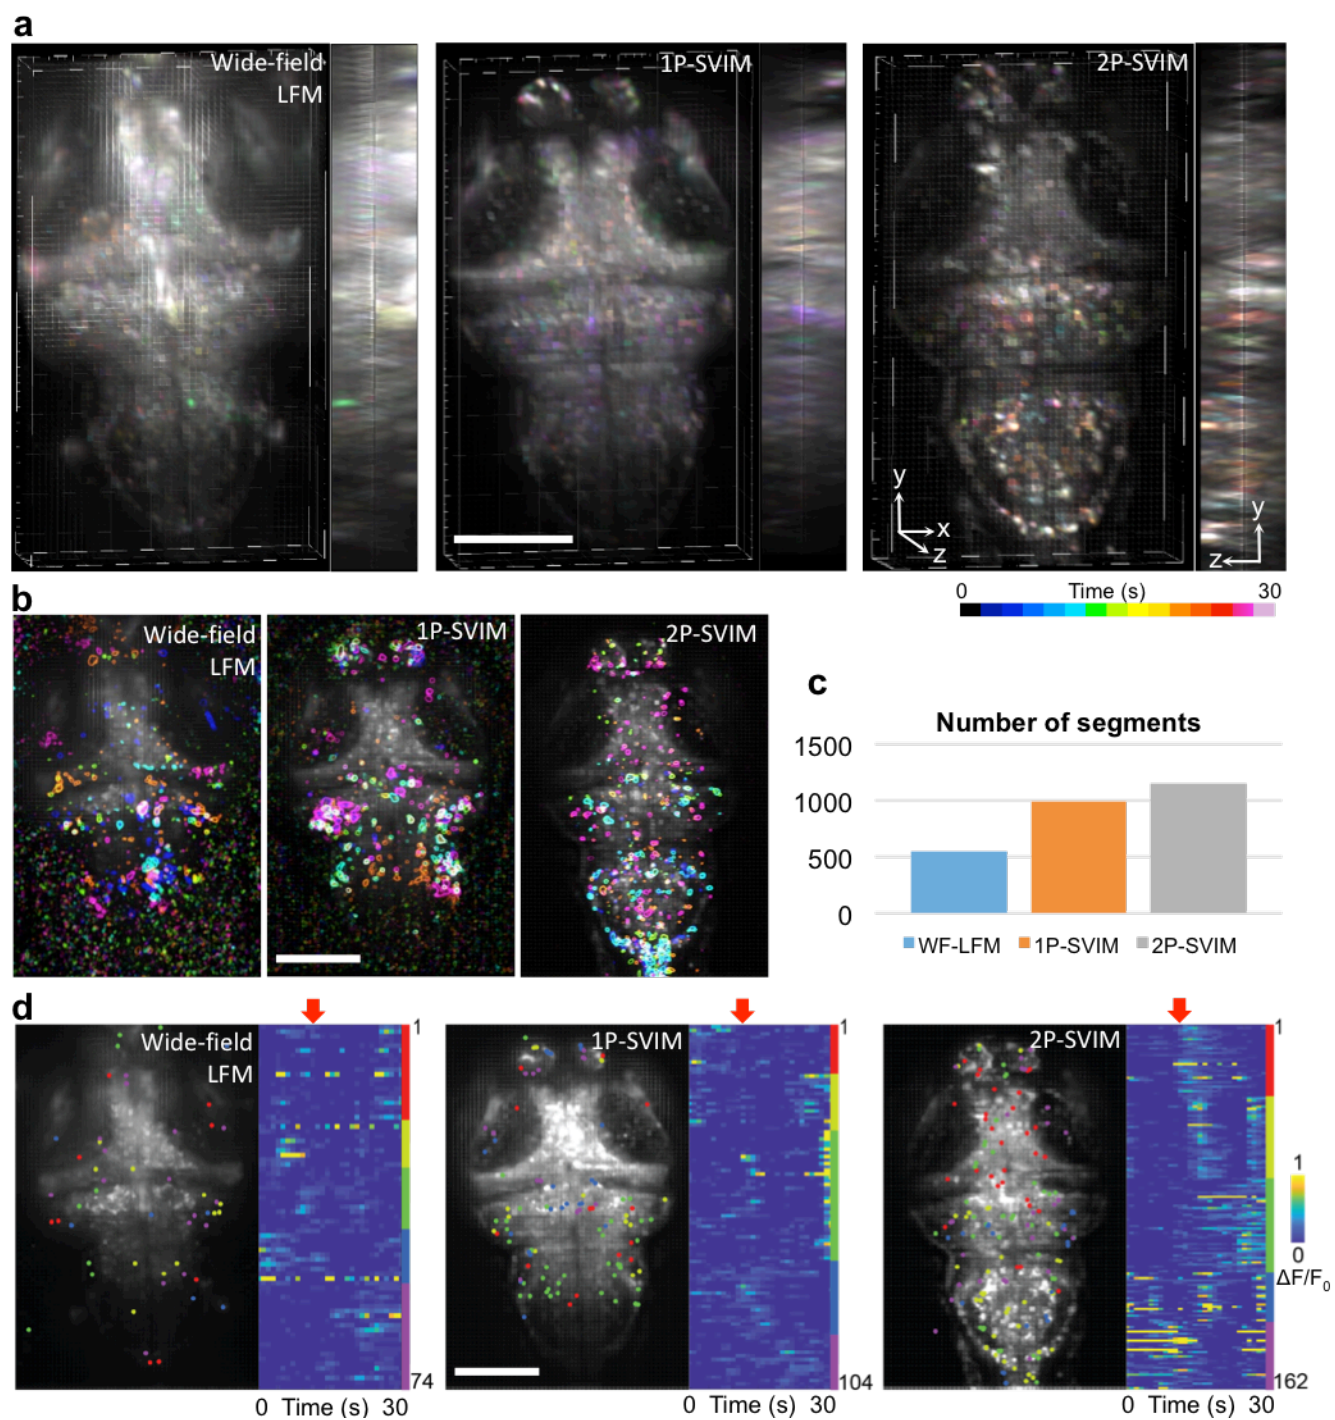 a
Wide-field
LFM
1P-SVIM
2P-SVIM
y
x
z
y
z
0 Time (s) 30
b
Wide-field
LFM
1P-SVIM
2P-SVIM
c
Number of segments
1500
1000
500
0
WF-LFM 1P-SVIM 2P-SVIM
d
Wide-field
LFM
1
74
0 Time (s) 30
1P-SVIM
1
104
0 Time (s) 30
2P-SVIM
1
162
0 Time (s) 30
1
0
ΔF/F₀